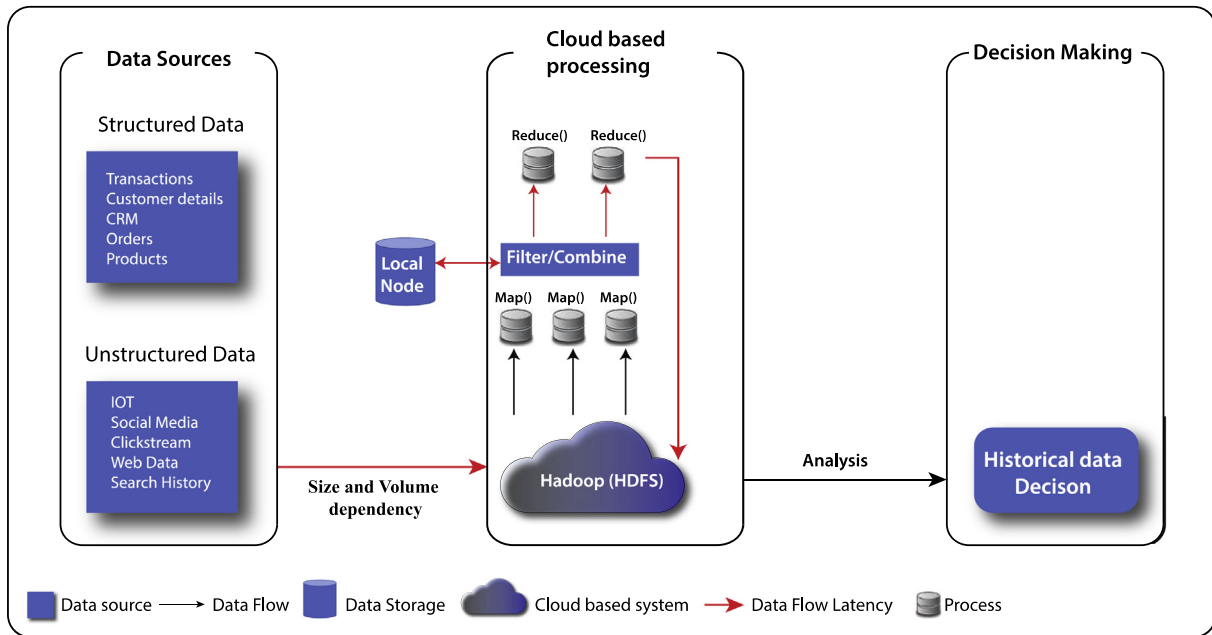 Data Sources
Structured Data
Transactions
Customer details
CRM
Orders
Products
Unstructured Data
IOT
Social Media
Clickstream
Web Data
Search History
Size and Volume
dependency
Cloud based
processing
Reduce()
Reduce()
Local
Node
Filter/Combine
Map()
Map()
Map()
Hadoop (HDFS)
Analysis
Decision Making
Historical data
Decison
Data source
Data Flow
Data Storage
Cloud based system
Data Flow Latency
Process